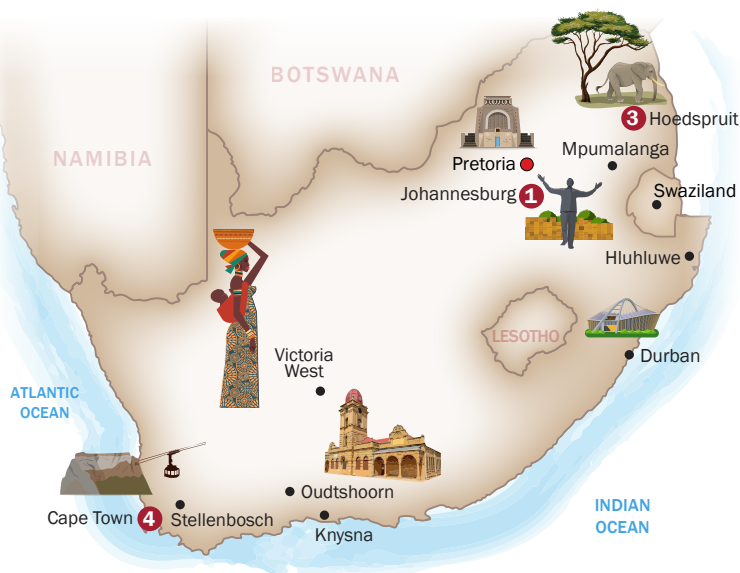 BOTSWANA
NAMIBIA
3 Hoedspruit
Mpumalanga
Pretoria
Johannesburg 1
Swaziland
Hluhluwe
LESOTHO
Durban
Victoria
West
ATLANTIC
OCEAN
Oudtshoorn
Cape Town 4 Stellenbosch
Knysna
INDIAN
OCEAN